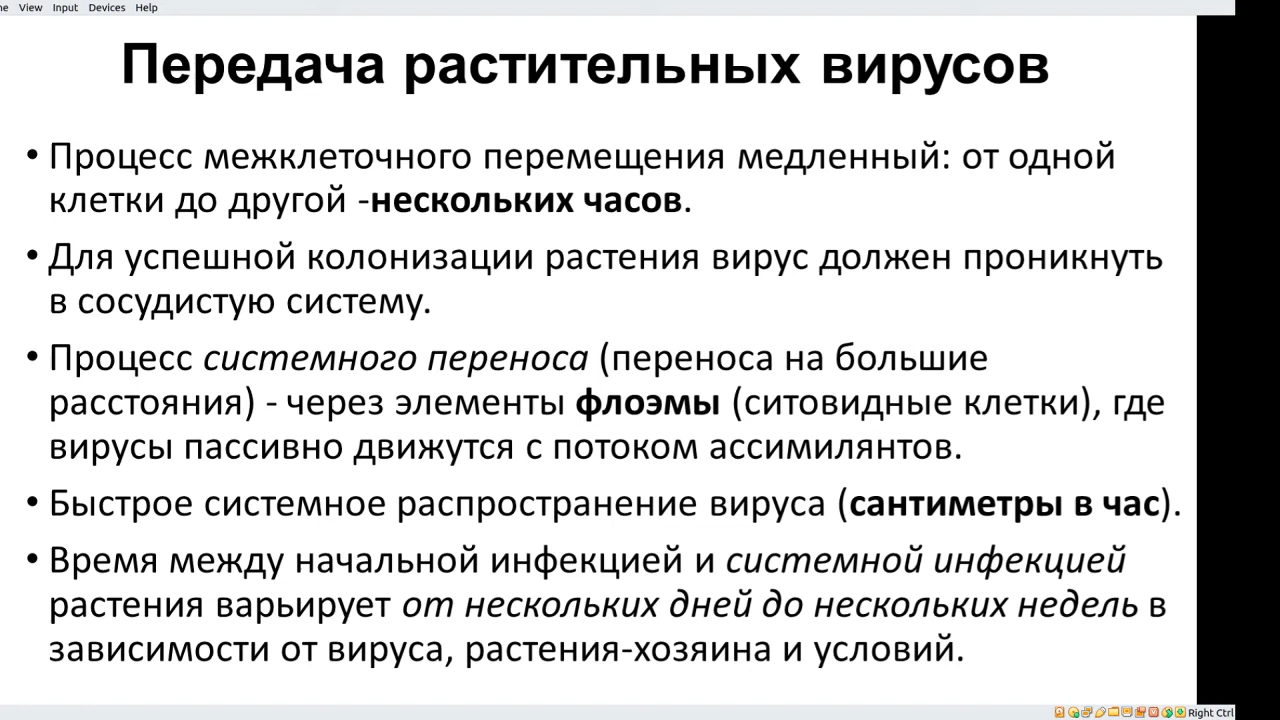 ne View Input Devices Help
Передача растительных вирусов
• Процесс межклеточного перемещения медленный: от одной
клетки до другой -нескольких часов.
• Для успешной колонизации растения вирус должен проникнуть
в сосудистую систему.
• Процесс системного переноса (переноса на большие
расстояния) - через элементы флоэмы (ситовидные клетки), где
вирусы пассивно движутся с потоком ассимилянтов.
• Быстрое системное распространение вируса (сантиметры в час).
• Время между начальной инфекцией и системной инфекцией
растения варьирует от нескольких дней до нескольких недель в
зависимости от вируса, растения-хозяина и условий.
Right Ctrl